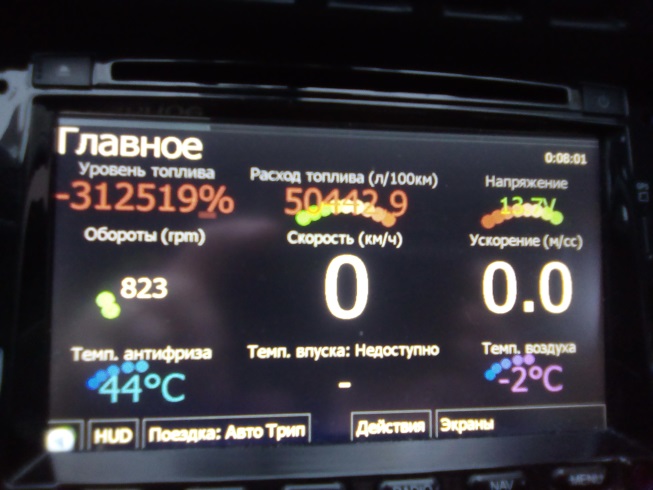 Главное
0:08:01
Уровень топлива
Расход топлива (л/100км)
Напряжение
-312519%
50442.9
13.7V
Обороты (rpm)
Скорость (км/ч)
Ускорение (м/сс)
823
0
0.0
Темп. антифриза
Темп. впуска: Недоступно
Темп. воздуха
44°C
-
-2°C
HUD
Поездка: Авто Трип
Действия
Экраны
NAV
MENU